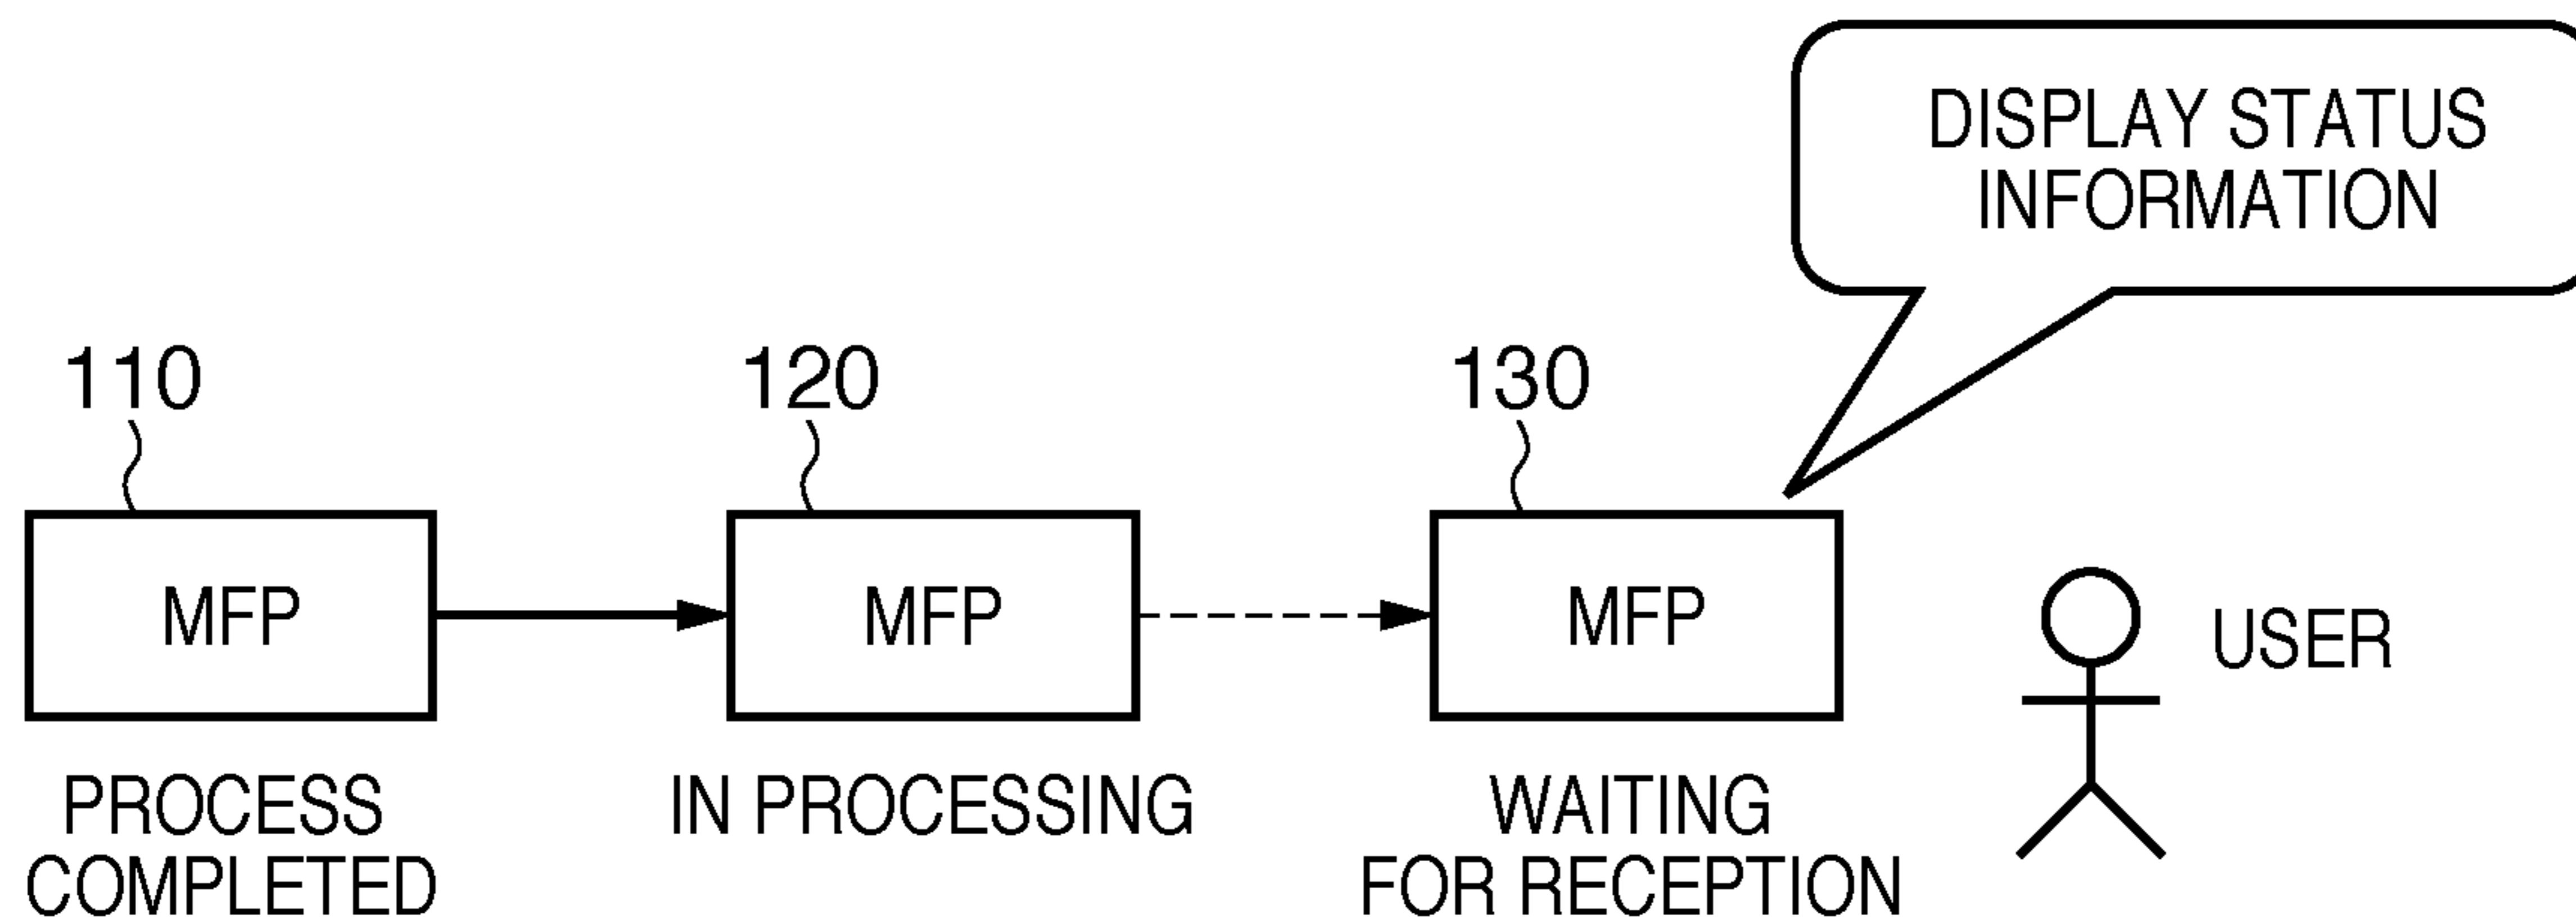 DISPLAY STATUS
INFORMATION
110
120
130
MFP
MFP
MFP
USER
PROCESS
COMPLETED
IN PROCESSING
WAITING
FOR RECEPTION